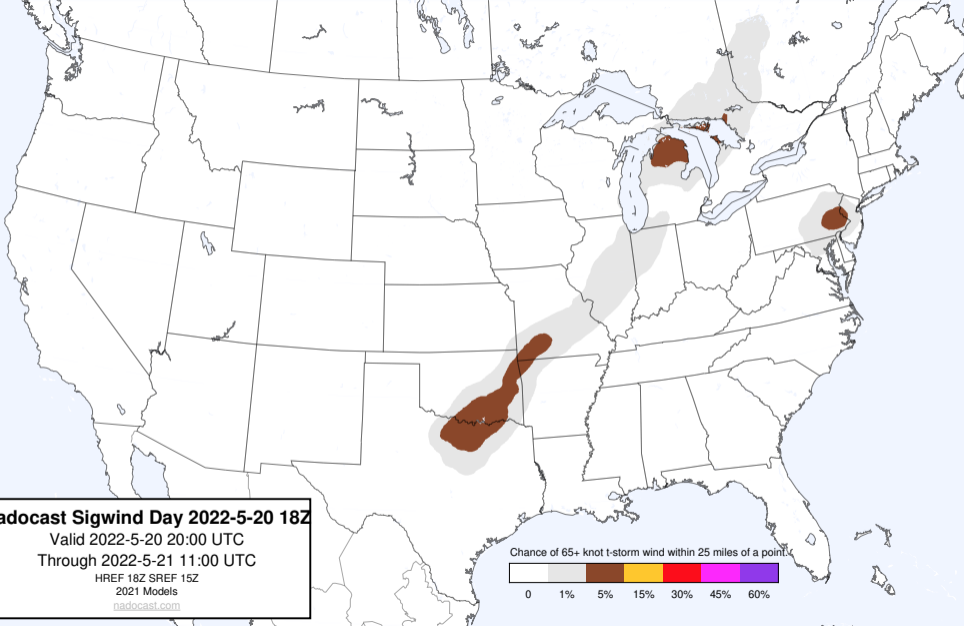 adocast Sigwind Day 2022-5-20 18Z
Valid 2022-5-20 20:00 UTC
Through 2022-5-21 11:00 UTC
HREF 18Z SREF 15Z
2021 Models
nadocast.com
Chance of 65+ knot t-storm wind within 25 miles of a point.
0 1% 5% 15% 30% 45% 60%